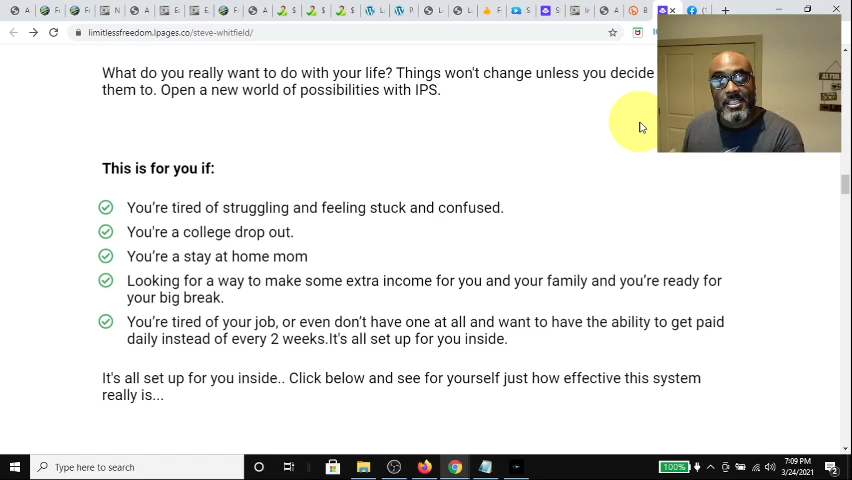 limitlessfreedom.lpages.co/steve-whitfield/
What do you really want to do with your life? Things won't change unless you decide
them to. Open a new world of possibilities with IPS.
This is for you if:
You're tired of struggling and feeling stuck and confused.
You're a college drop out.
You're a stay at home mom
Looking for a way to make some extra income for you and your family and you're ready for
your big break.
You're tired of your job, or even don't have one at all and want to have the ability to get paid
daily instead of every 2 weeks.It's all set up for you inside.
It's all set up for you inside.. Click below and see for yourself just how effective this system
really is...
Type here to search
100%
7:09 PM
3/24/2021
2